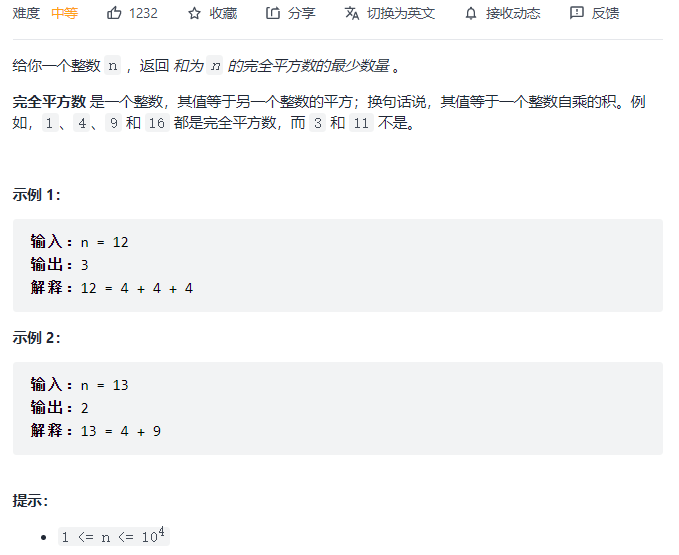 难度 中等 1232 收藏 分享 切换为英文 接收动态 反馈
给你一个整数 n ，返回 和为 n 的完全平方数的最少数量 。
完全平方数 是一个整数，其值等于另一个整数的平方；换句话说，其值等于一个整数自乘的积。例
如，1 、4 、9 和 16 都是完全平方数，而 3 和 11 不是。
示例 1：
输入：n = 12
输出：3
解释：12 = 4 + 4 + 4
示例 2：
输入：n = 13
输出：2
解释：13 = 4 + 9
提示：
• 1 <= n <= 10⁴